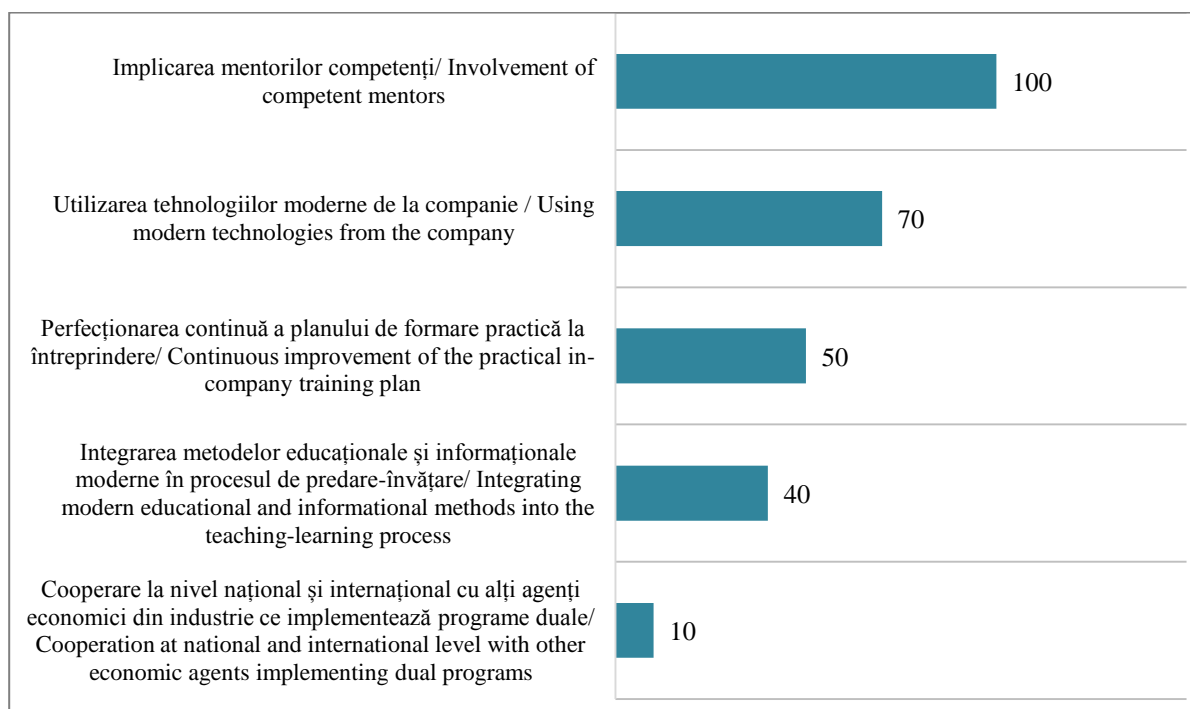 Implicarea mentorilor competenți/ Involvement of
competent mentors
100
Utilizarea tehnologiilor moderne de la companie / Using
modern technologies from the company
70
Perfecționarea continuă a planului de formare practică la
întreprindere/ Continuous improvement of the practical in-
company training plan
50
Integrarea metodelor educaționale și informaționale
moderne în procesul de predare-învățare/ Integrating
modern educational and informational methods into the
teaching-learning process
40
Cooperare la nivel național și internațional cu alți agenți
economici din industrie ce implementează programe duale/
Cooperation at national and international level with other
economic agents implementing dual programs
10